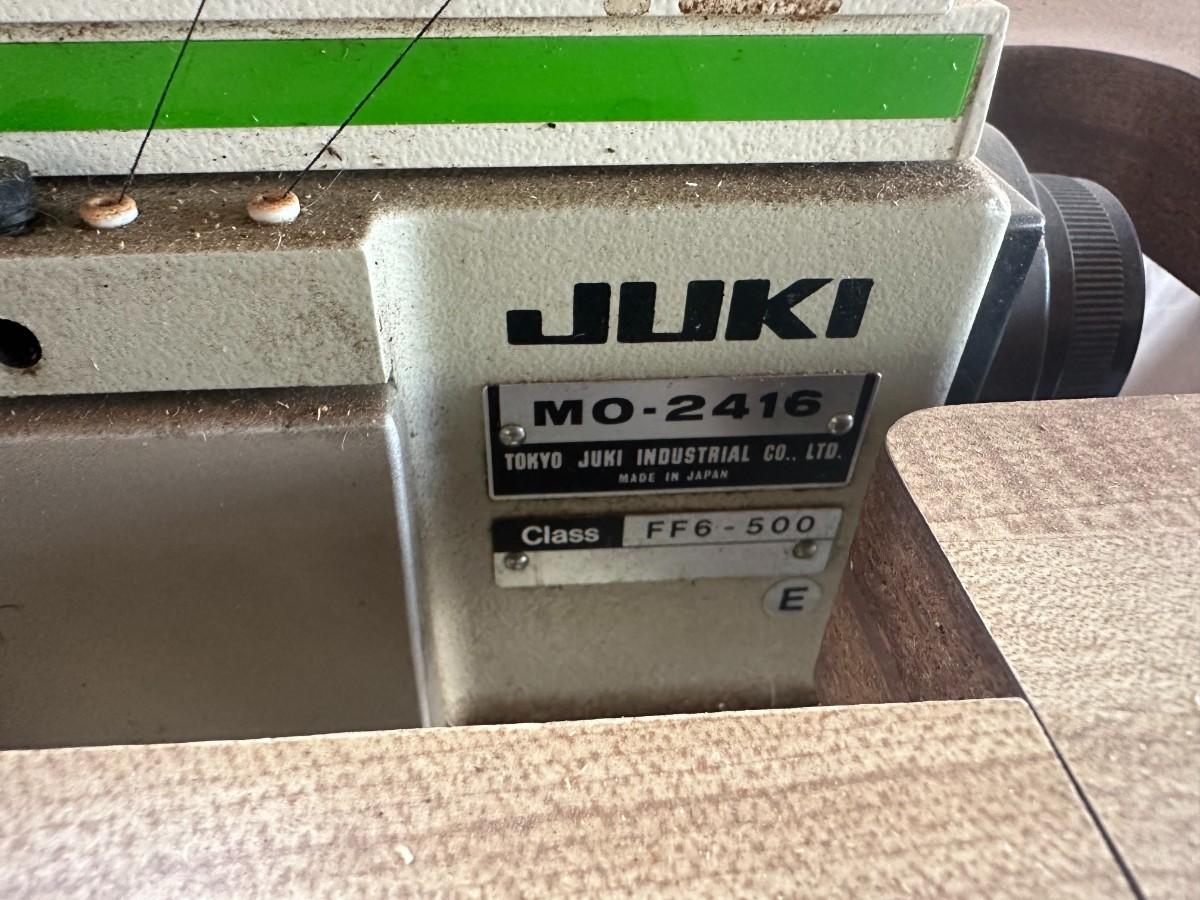 JUKI
MO-2416
TOKYO JUKI INDUSTRIAL CO., LTD.
MADE IN JAPAN
Class FF6-500
E